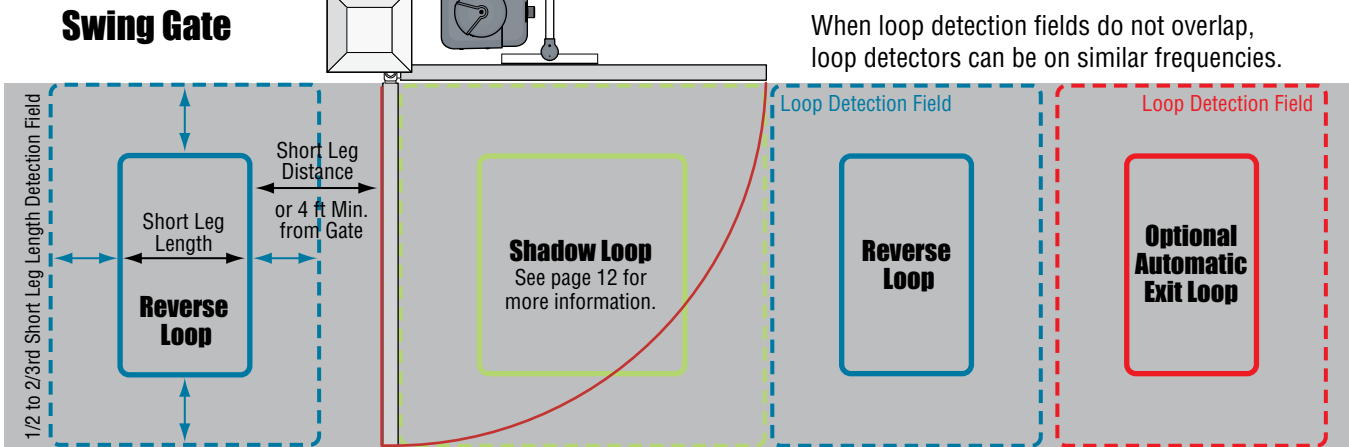 Swing Gate
When loop detection fields do not overlap,
loop detectors can be on similar frequencies.
1/2 to 2/3rd Short Leg Length Detection Field
Short Leg
Length
Reverse
Loop
Short Leg
Distance
or 4 ft Min.
from Gate
Shadow Loop
See page 12 for
more information.
Loop Detection Field
Reverse
Loop
Loop Detection Field
Optional
Automatic
Exit Loop